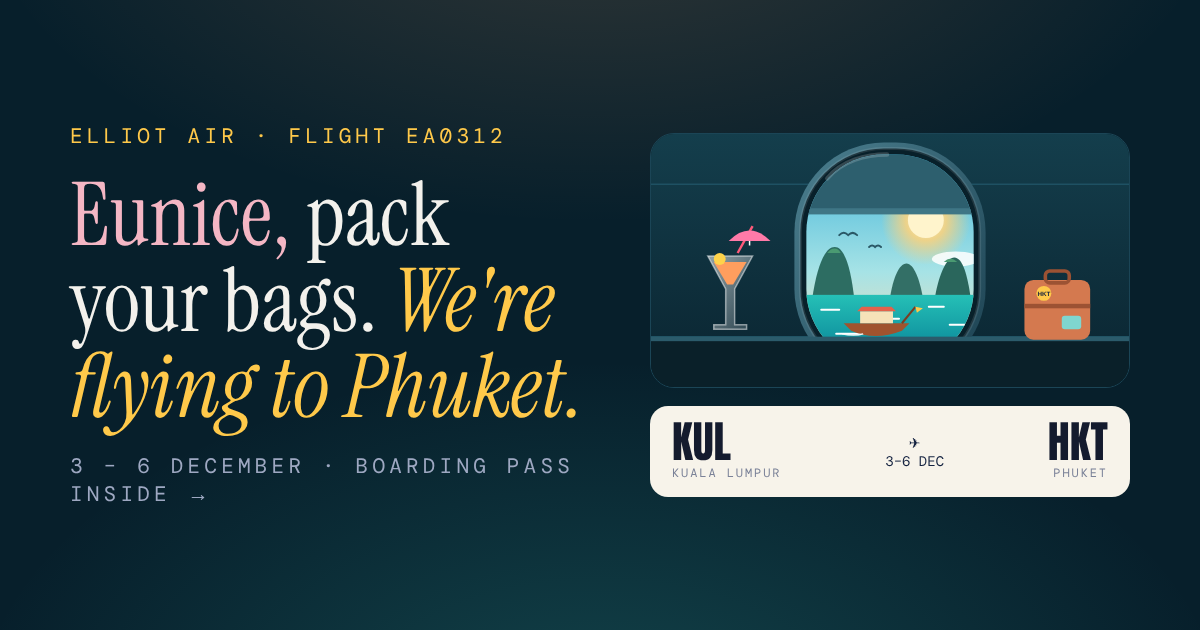 ELLIOT AIR · FLIGHT EA0312
Eunice, pack
your bags. We're
flying to Phuket.
3 – 6 DECEMBER · BOARDING PASS
INSIDE →
HKT
KUL
KUALA LUMPUR
✈
3–6 DEC
HKT
PHUKET